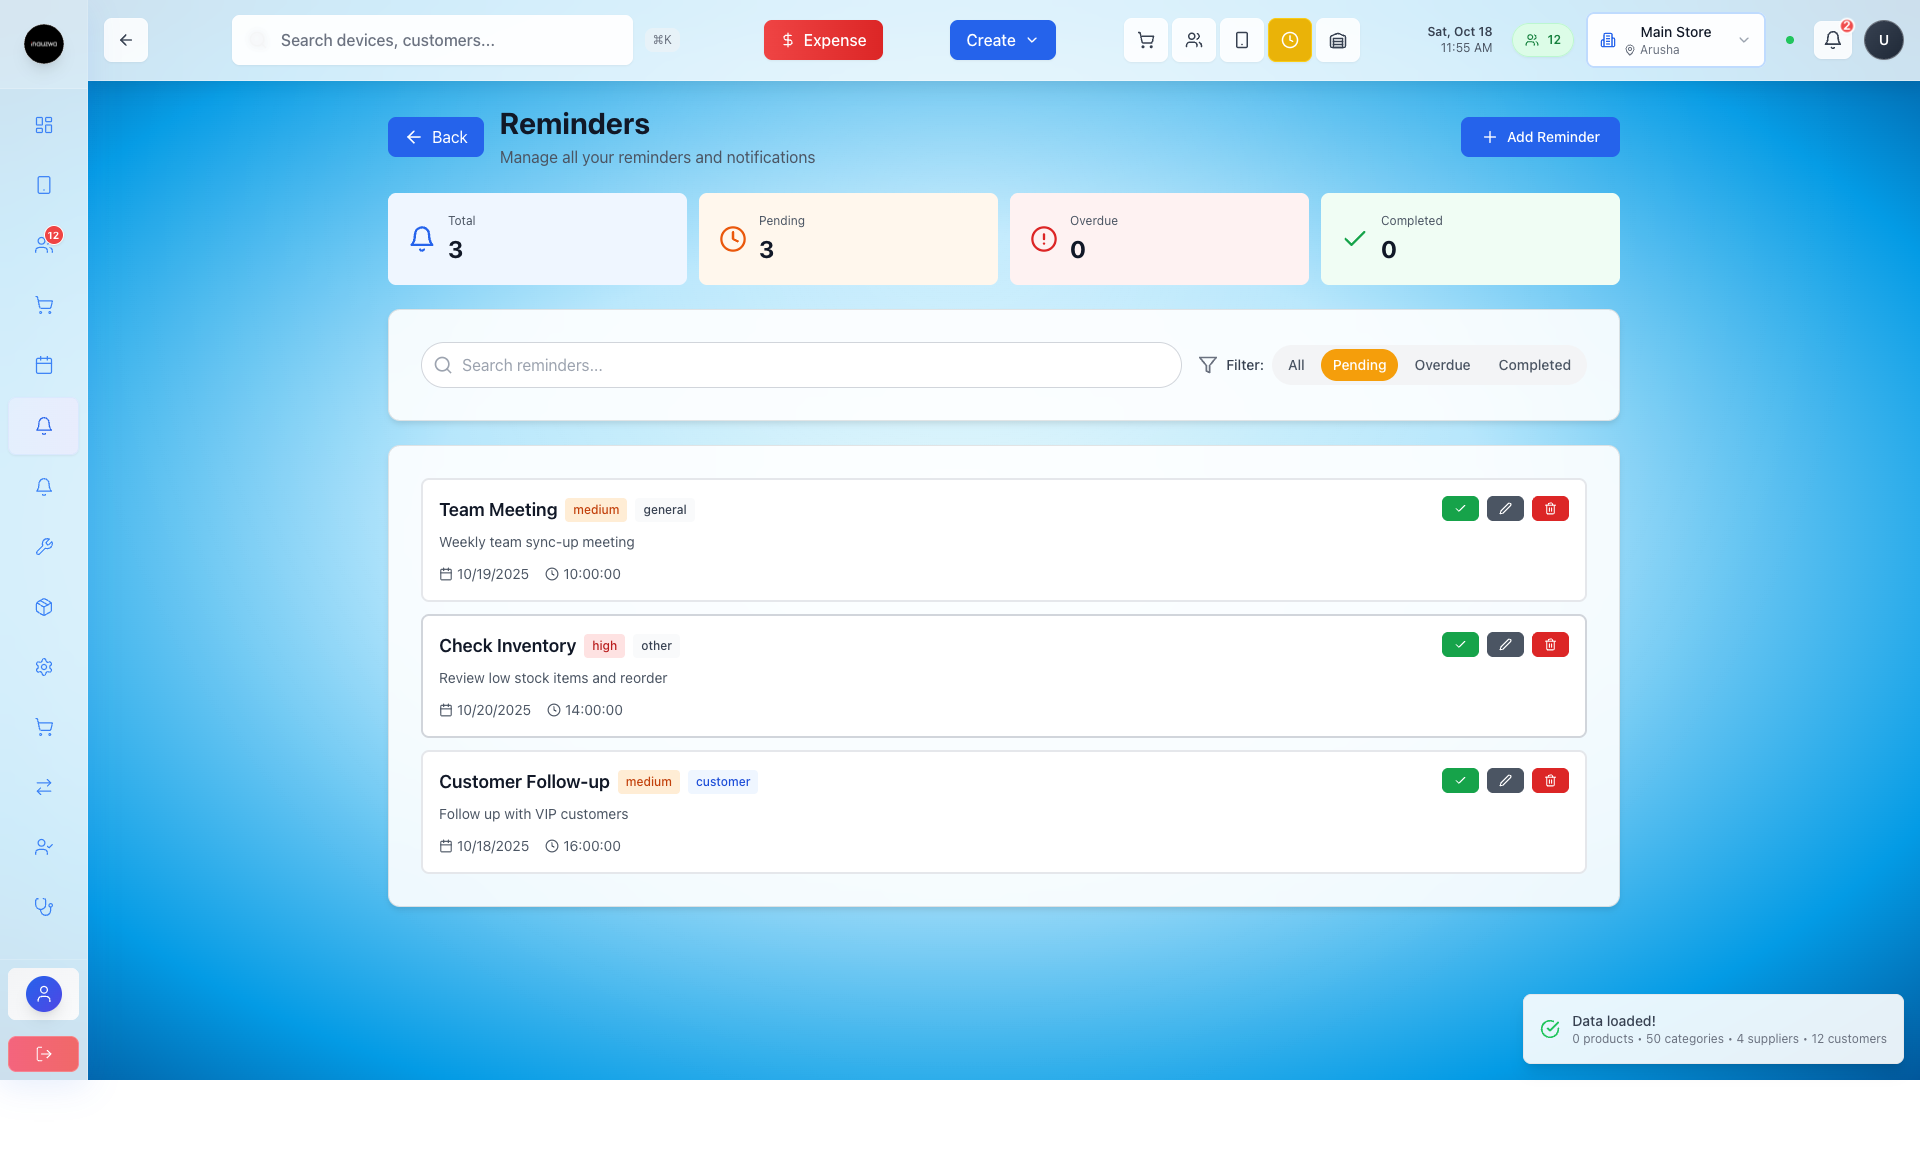 inauzwa
Search devices, customers...
⌘K
Expense
Create
Sat, Oct 18
11:55 AM
12
Main Store
Arusha
2
U
12
Back
Reminders
Manage all your reminders and notifications
Add Reminder
Total
3
Pending
3
Overdue
0
Completed
0
Search reminders...
Filter:
All
Pending
Overdue
Completed
Team Meeting
medium
general
Weekly team sync-up meeting
10/19/2025
10:00:00
Check Inventory
high
other
Review low stock items and reorder
10/20/2025
14:00:00
Customer Follow-up
medium
customer
Follow up with VIP customers
10/18/2025
16:00:00
Data loaded!
0 products • 50 categories • 4 suppliers • 12 customers